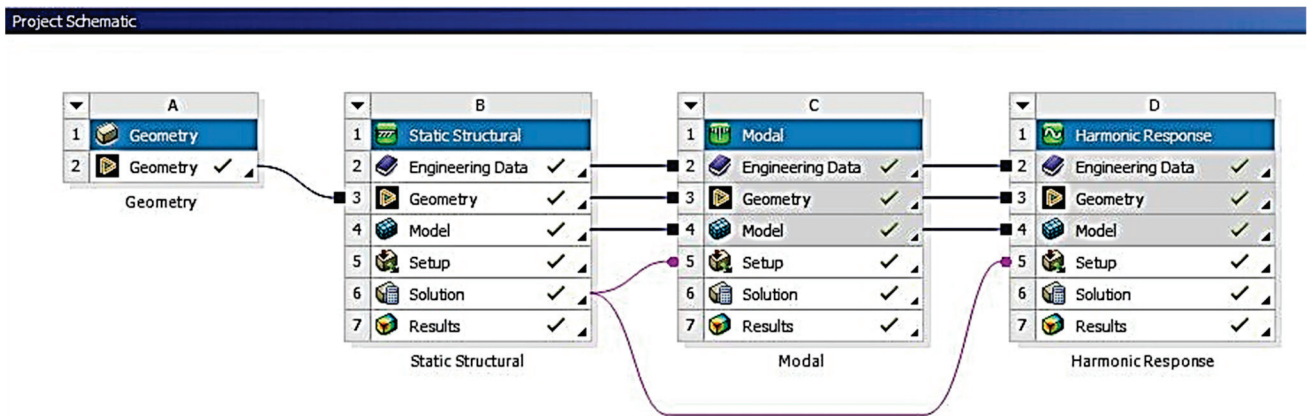 Project Schematic
A
1 Geometry
2 Geometry
Geometry
B
1 Static Structural
2 Engineering Data
3 Geometry
4 Model
5 Setup
6 Solution
7 Results
Static Structural
C
1 Modal
2 Engineering Data
3 Geometry
4 Model
5 Setup
6 Solution
7 Results
Modal
D
1 Harmonic Response
2 Engineering Data
3 Geometry
4 Model
5 Setup
6 Solution
7 Results
Harmonic Response